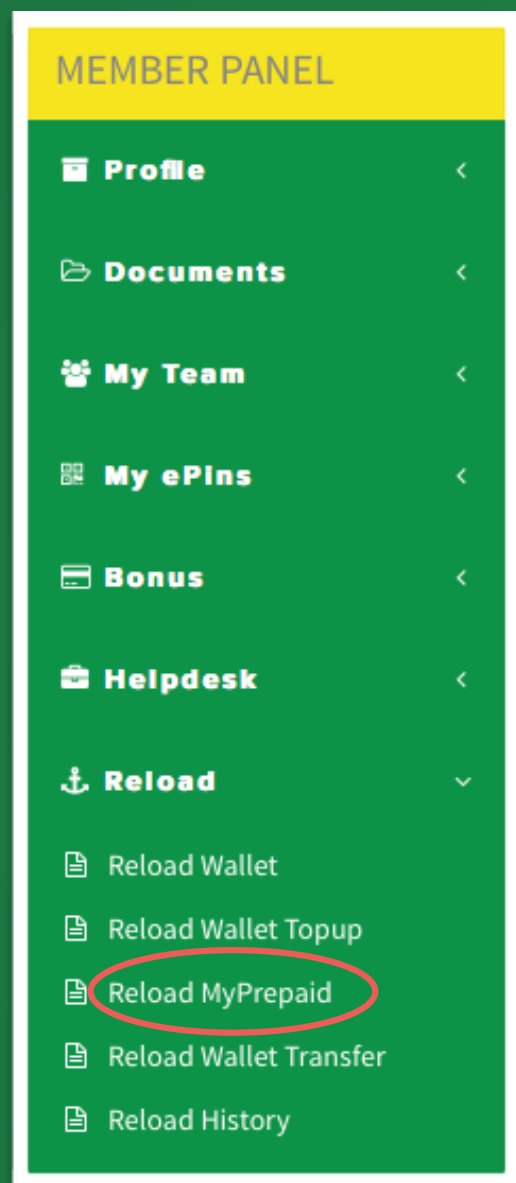 MEMBER PANEL
Profile
Documents
My Team
My ePins
Bonus
Helpdesk
Reload
Reload Wallet
Reload Wallet Topup
Reload MyPrepaid
Reload Wallet Transfer
Reload History